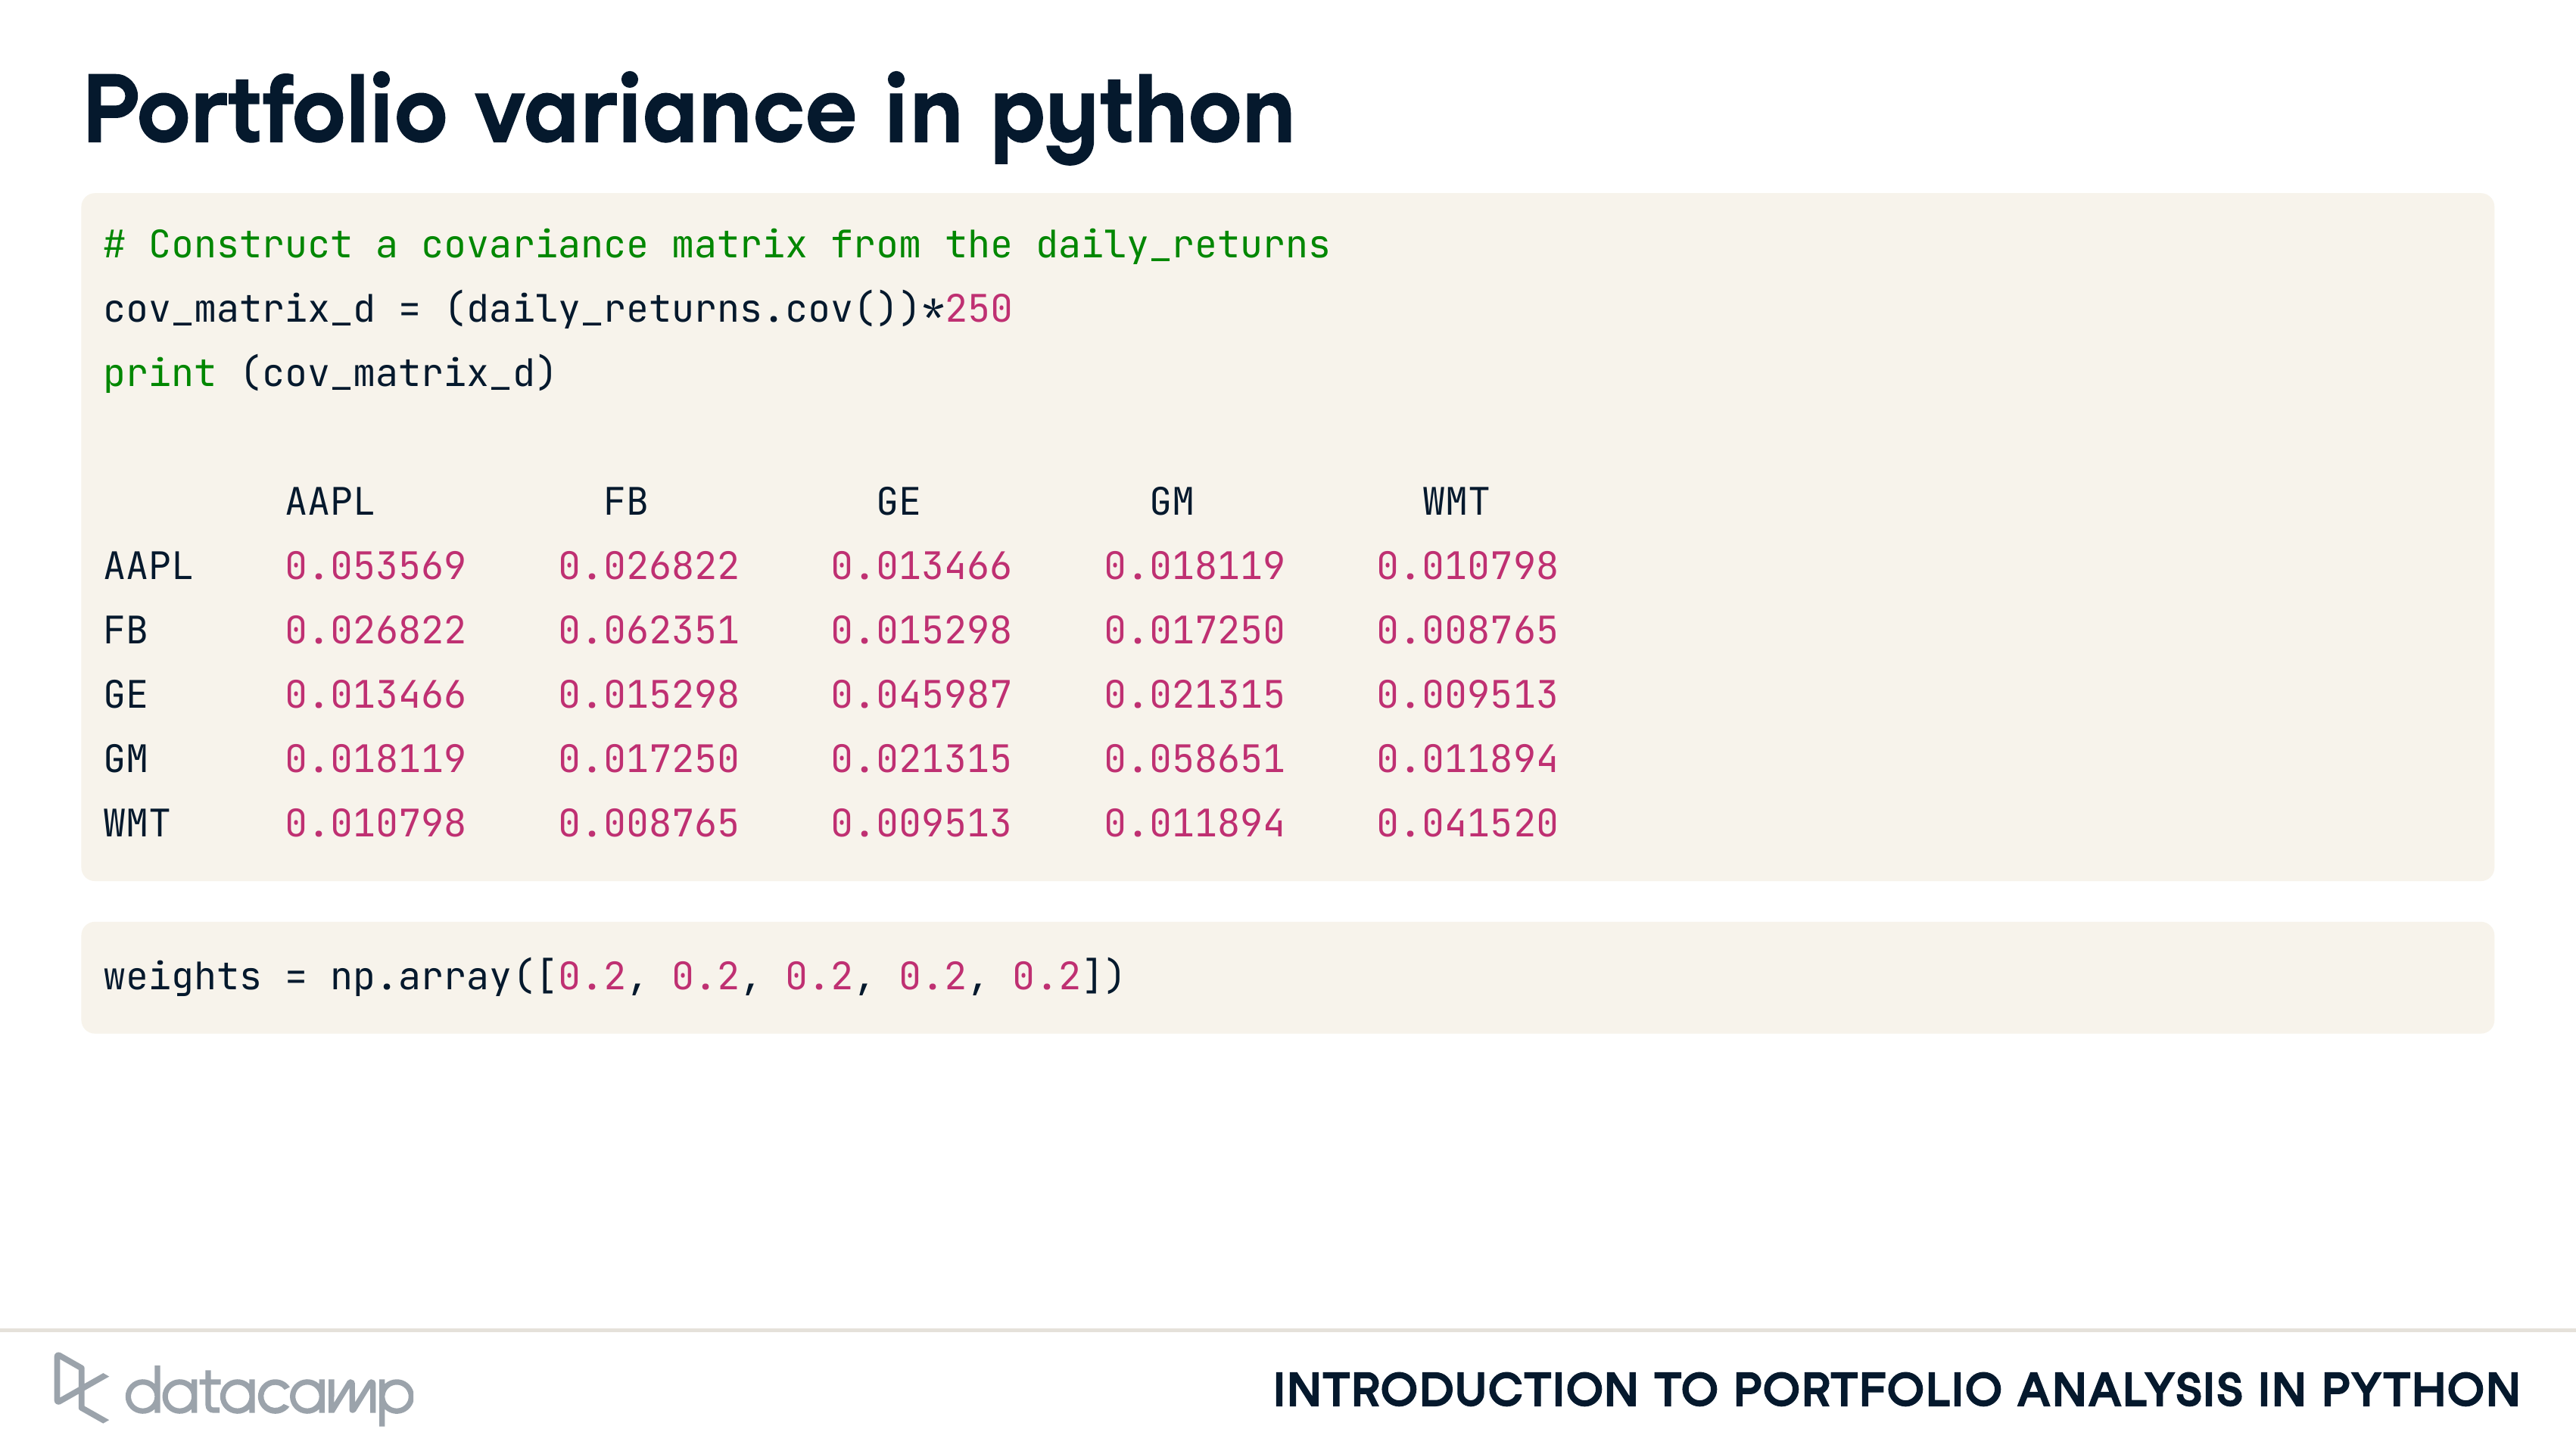 Portfolio variance in python
# Construct a covariance matrix from the daily_returns
cov_matrix_d = (daily_returns.cov())*250
print (cov_matrix_d)
AAPL FB GE GM WMT
AAPL 0.053569 0.026822 0.013466 0.018119 0.010798
FB 0.026822 0.062351 0.015298 0.017250 0.008765
GE 0.013466 0.015298 0.045987 0.021315 0.009513
GM 0.018119 0.017250 0.021315 0.058651 0.011894
WMT 0.010798 0.008765 0.009513 0.011894 0.041520
weights = np.array([0.2, 0.2, 0.2, 0.2, 0.2])
datacamp
INTRODUCTION TO PORTFOLIO ANALYSIS IN PYTHON